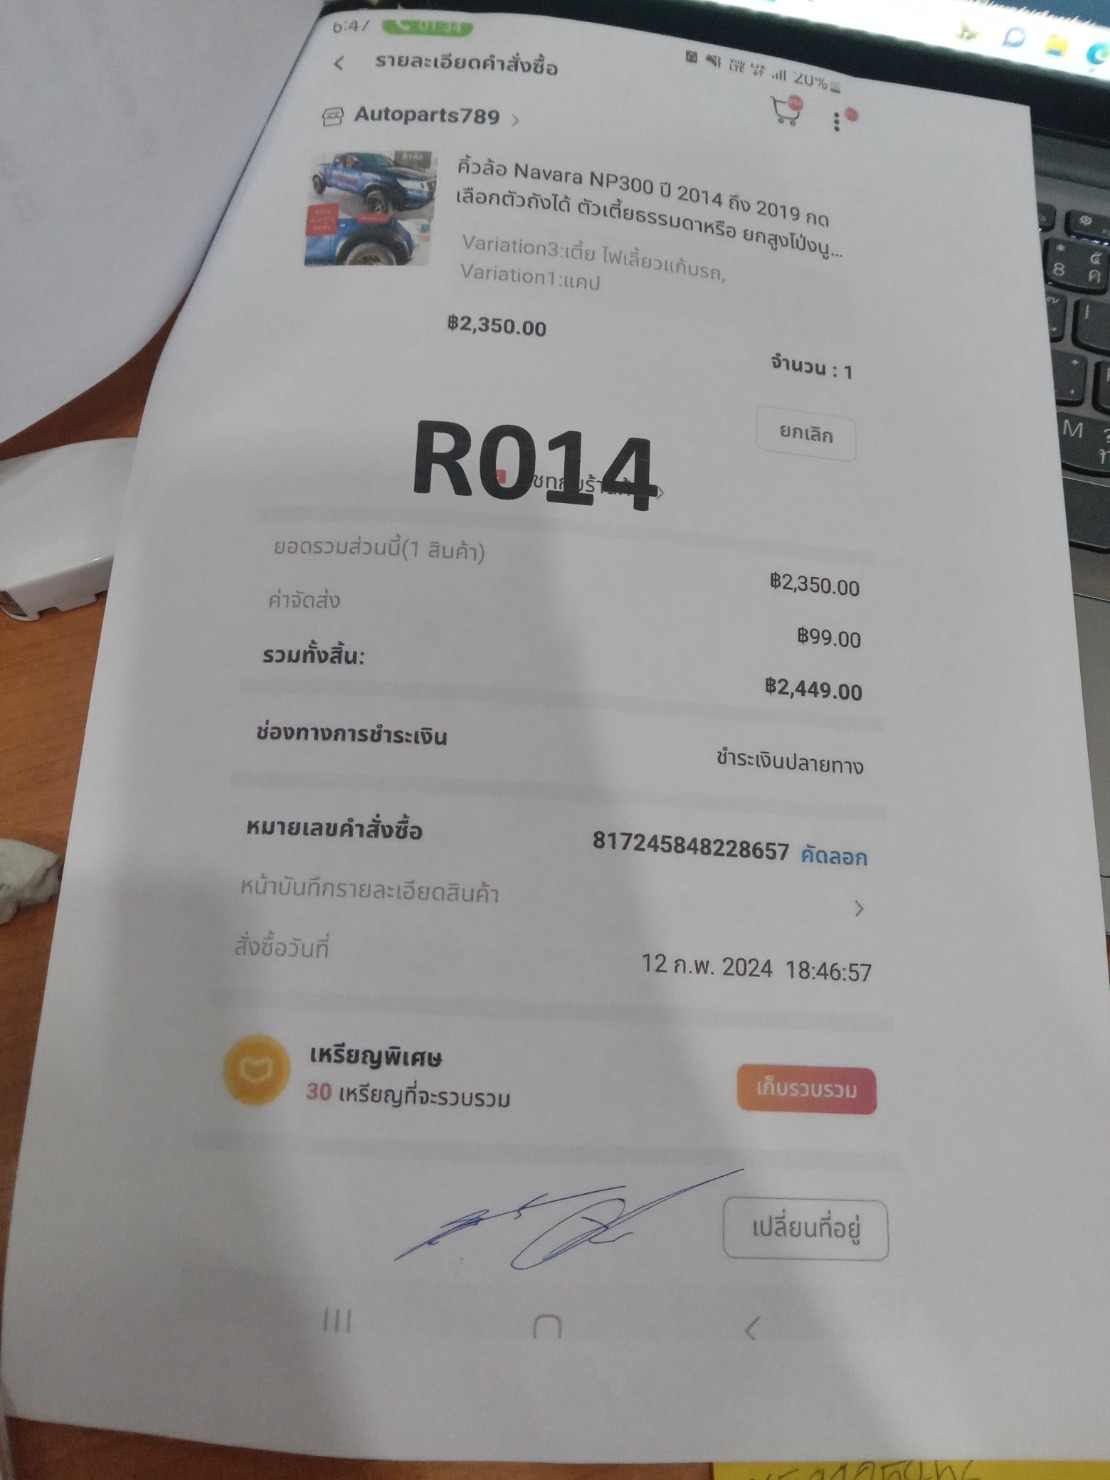 6:47 01:34
20%
รายละเอียดคำสั่งซื้อ
Autoparts789
คิ้วล้อ Navara NP300 ปี 2014 ถึง 2019 กด
เลือกตัวถังได้ ตัวเตี้ยธรรมดาหรือ ยกสูงโป่งนู...
Variation3:เตี้ย ไฟเลี้ยวแก้มรถ,
Variation1:แคป
฿2,350.00
จำนวน : 1
ยกเลิก
R014
ยอดรวมส่วนนี้(1 สินค้า)
฿2,350.00
ค่าจัดส่ง
฿99.00
รวมทั้งสิ้น:
฿2,449.00
ช่องทางการชำระเงิน
ชำระเงินปลายทาง
หมายเลขคำสั่งซื้อ
817245848228657 คัดลอก
หน้าบันทึกรายละเอียดสินค้า
สั่งซื้อวันที่
12 ก.พ. 2024 18:46:57
เหรียญพิเศษ
30 เหรียญที่จะรวบรวม
เก็บรวบรวม
เปลี่ยนที่อยู่